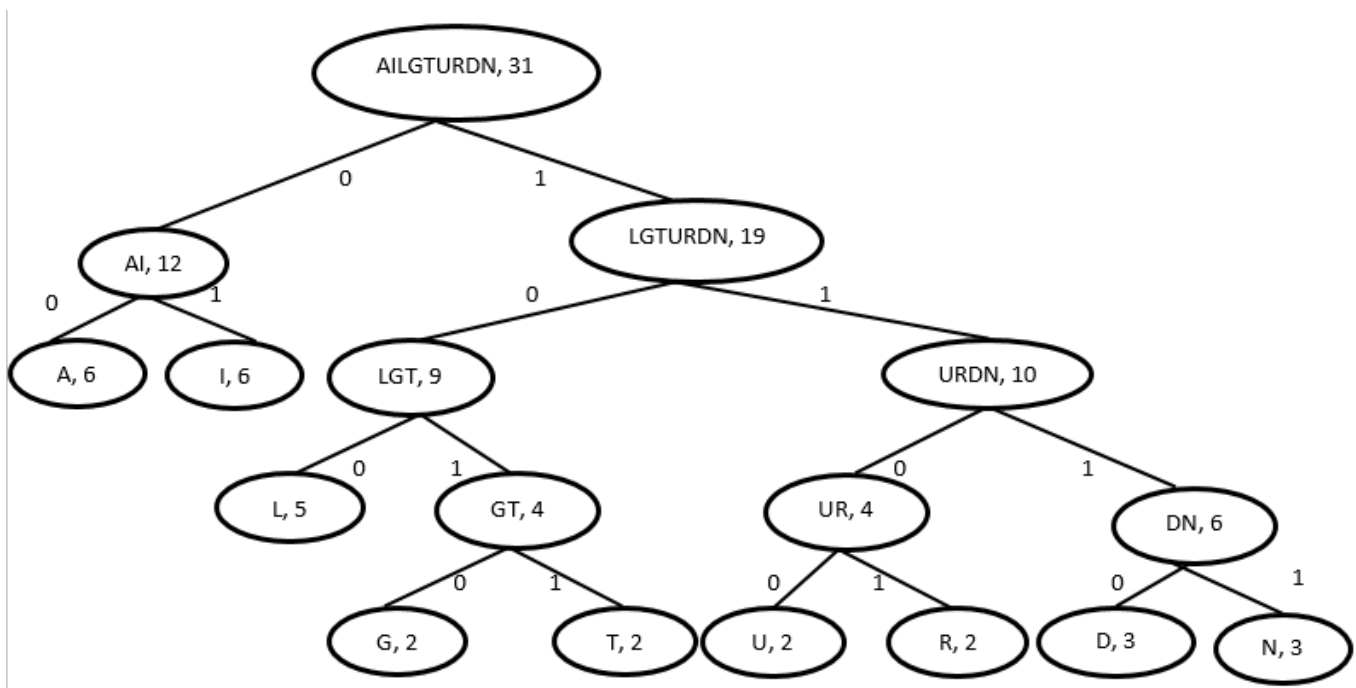 AILGTURDN, 31
0 1
LGTURDN, 19
AI, 12
0 1 0 1
A, 6 I, 6 LGT, 9 URDN, 10
0 1 0 1
L, 5 GT, 4 UR, 4 DN, 6
0 1 0 1 0 1
G, 2 T, 2 U, 2 R, 2 D, 3 N, 3